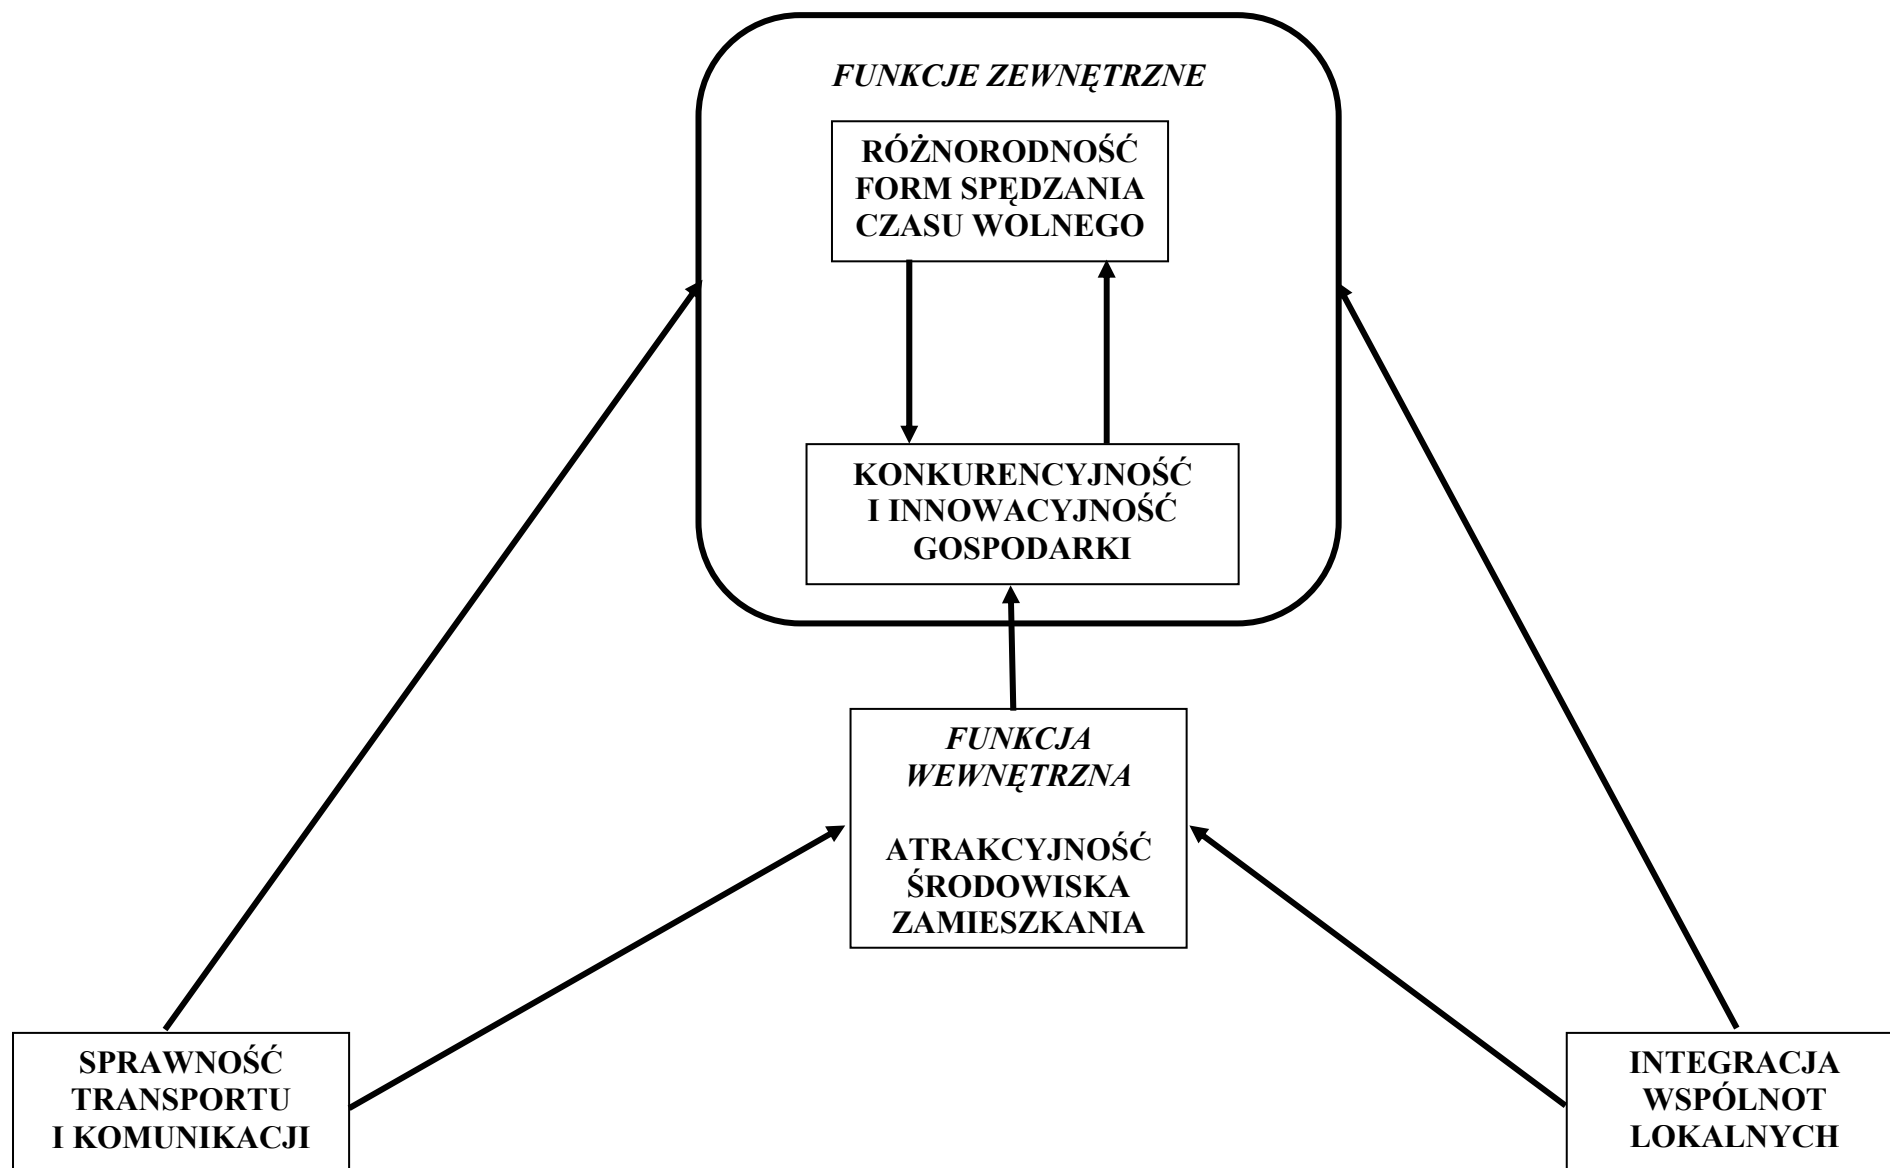 FUNKCJE ZEWNĘTRZNE
RÓŻNORODNOŚĆ
FORM SPĘDZANIA
CZASU WOLNEGO
KONKURENCYJNOŚĆ
I INNOWACYJNOŚĆ
GOSPODARKI
FUNKCJA
WEWNĘTRZNA
ATRAKCYJNOŚĆ
ŚRODOWISKA
ZAMIESZKANIA
SPRAWNOŚĆ
TRANSPORTU
I KOMUNIKACJI
INTEGRACJA
WSPÓLNOT
LOKALNYCH